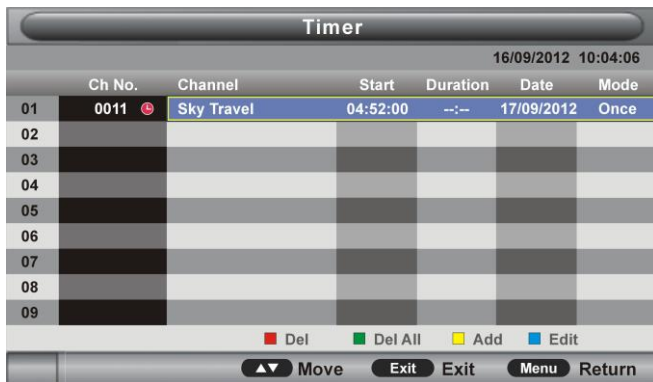 Timer
16/09/2012 10:04:06
Ch No. Channel Start Duration Date Mode
01 0011 Sky Travel 04:52:00 --:-- 17/09/2012 Once
02
03
04
05
06
07
08
09
Del Del All Add Edit
▲▼ Move Exit Exit Menu Return